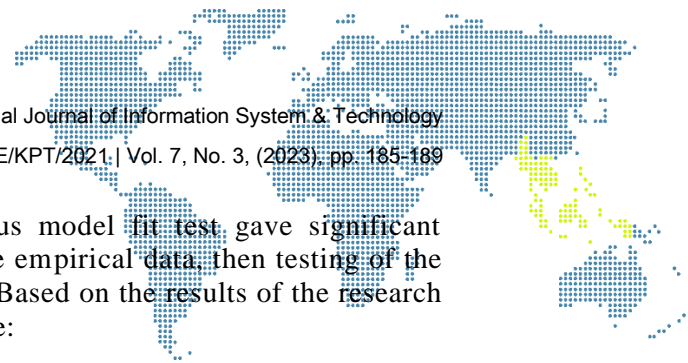 al Journal of Information System & Technology
E/KPT/2021 | Vol. 7, No. 3, (2023), pp. 185-189
us model fit test gave significant
e empirical data, then testing of the
Based on the results of the research
e: